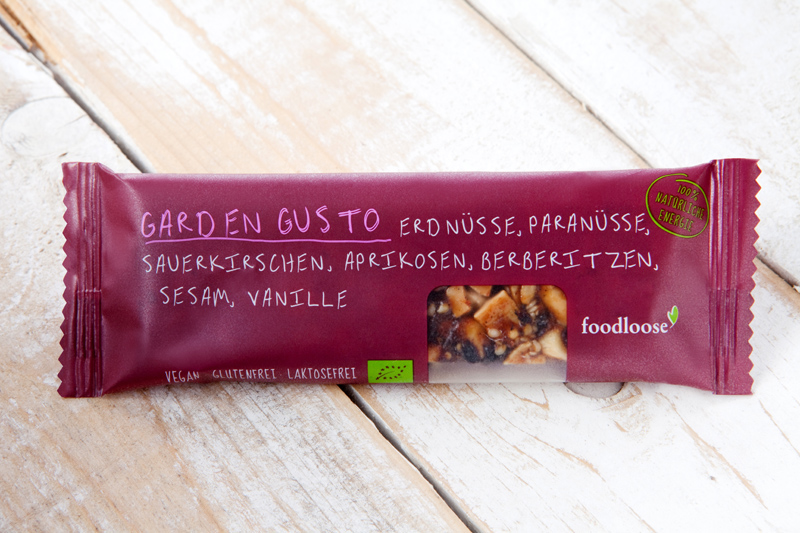 GARDEN GUSTO ERDNÜSSE, PARANÜSSE,
SAUERKIRSCHEN, APRIKOSEN, BERBERITZEN,
SESAM, VANILLE
100%
NATÜRLICHE
ENERGIE
foodloose
VEGAN · GLUTENFREI · LAKTOSEFREI